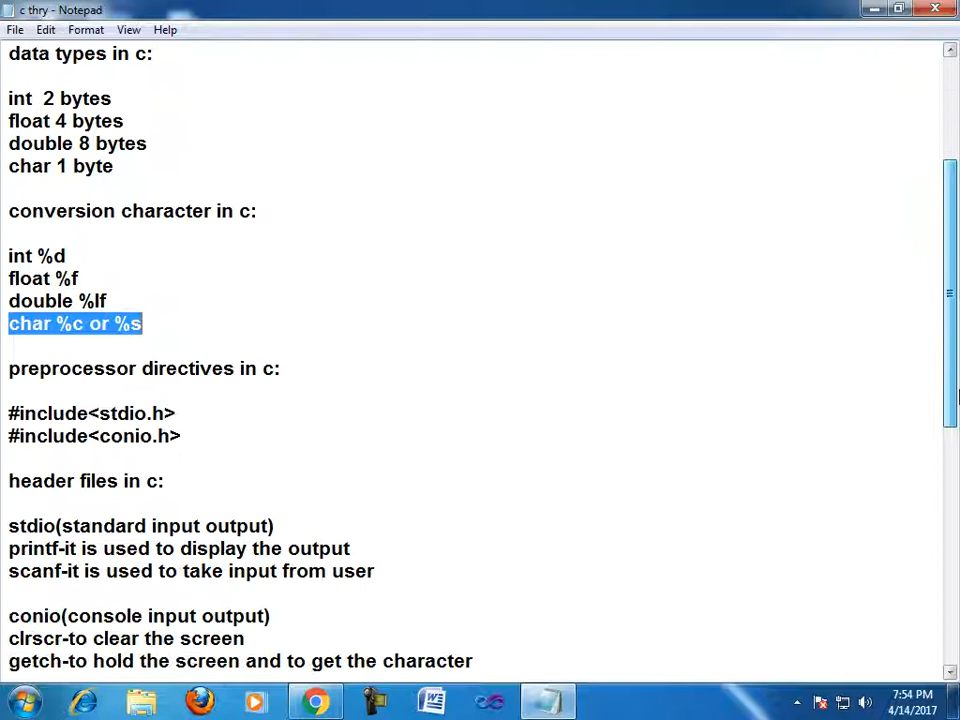 c thry - Notepad
File Edit Format View Help
data types in c:
int  2 bytes
float 4 bytes
double 8 bytes
char 1 byte
conversion character in c:
int %d
float %f
double %lf
char %c or %s
preprocessor directives in c:
#include<stdio.h>
#include<conio.h>
header files in c:
stdio(standard input output)
printf-it is used to display the output
scanf-it is used to take input from user
conio(console input output)
clrscr-to clear the screen
getch-to hold the screen and to get the character
7:54 PM
4/14/2017